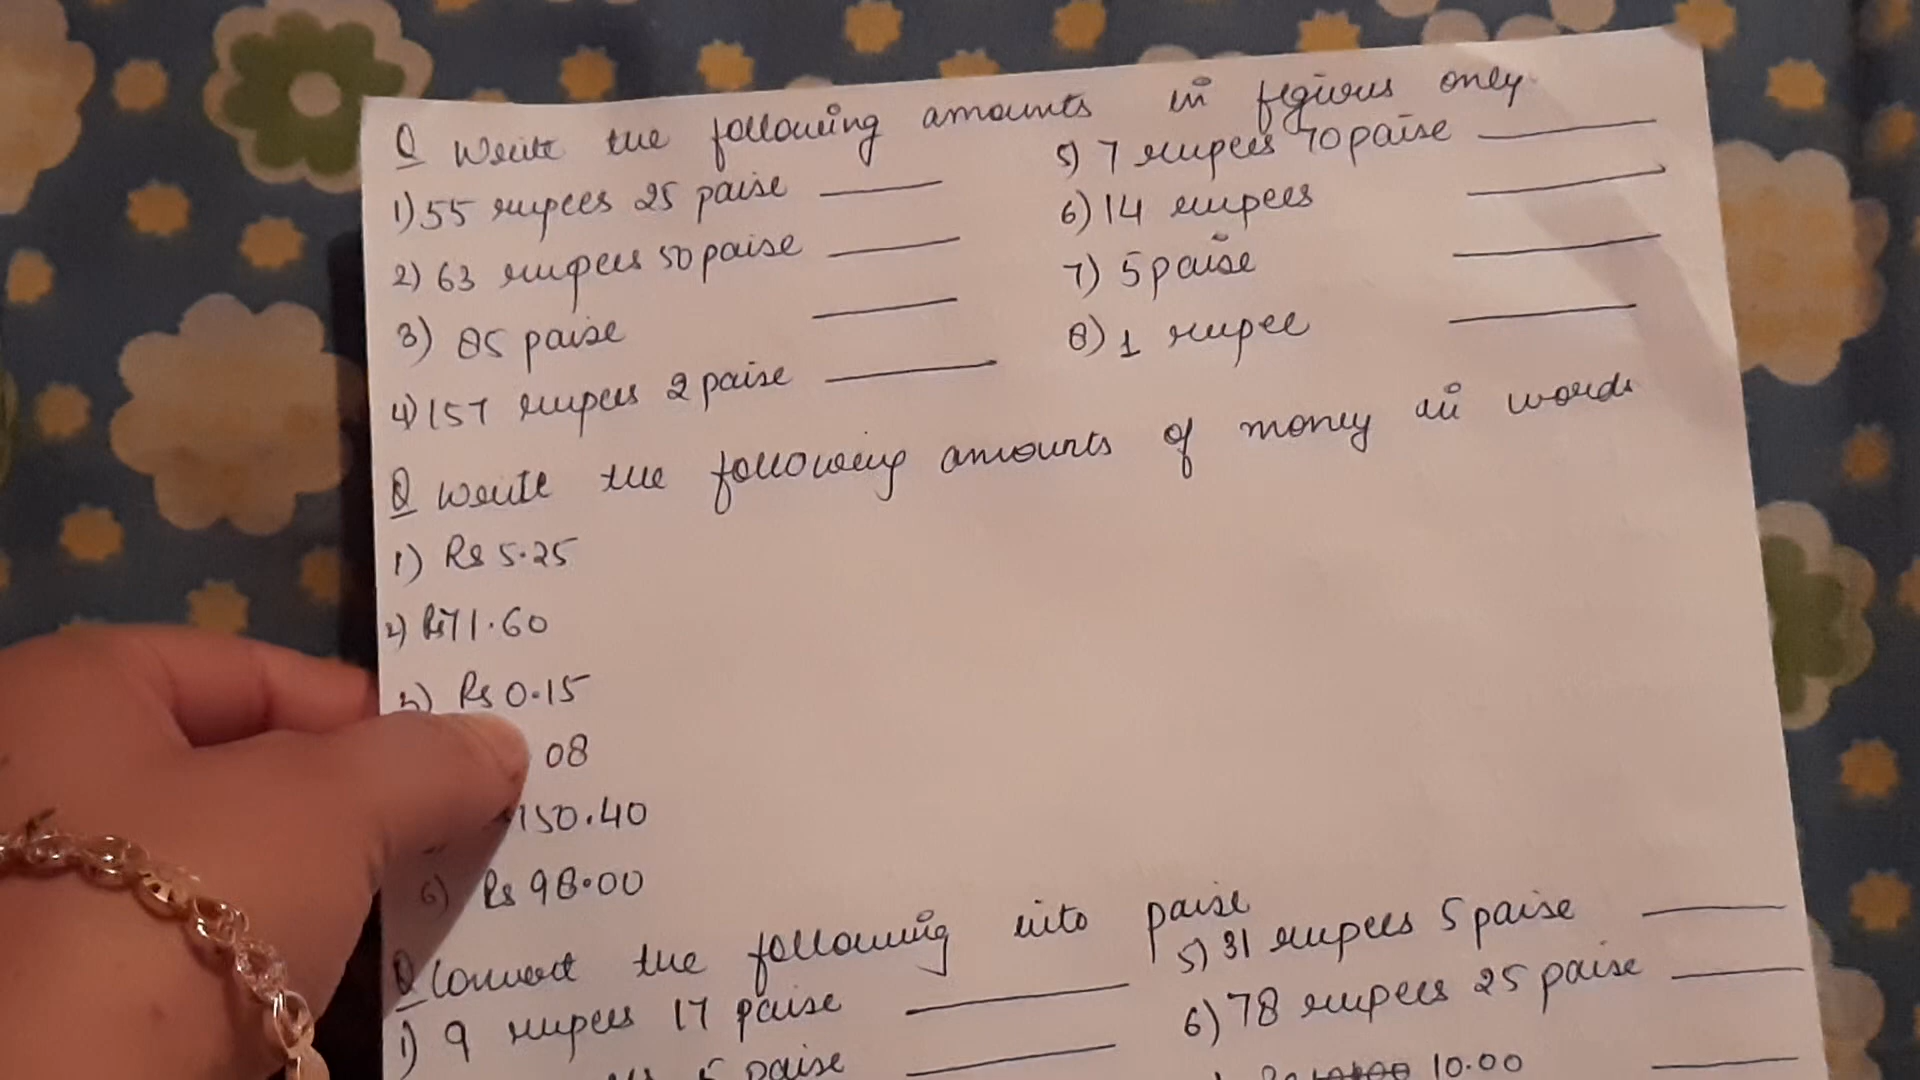 Q Write the following amounts in figures only.
1) 55 rupees 25 paise
2) 63 rupees 50 paise
3) 85 paise
4) 157 rupees 2 paise
5) 7 rupees 70 paise
6) 14 rupees
7) 5 paise
8) 1 rupee
Q Write the following amounts of money in words
1) Rs 5.25
2) Rs 71.60
3) Rs 0.15
08
150.40
6) Rs 98.00
Q Convert the following into paise
1) 9 rupees 17 paise
5 paise
5) 31 rupees 5 paise
6) 78 rupees 25 paise
10.00